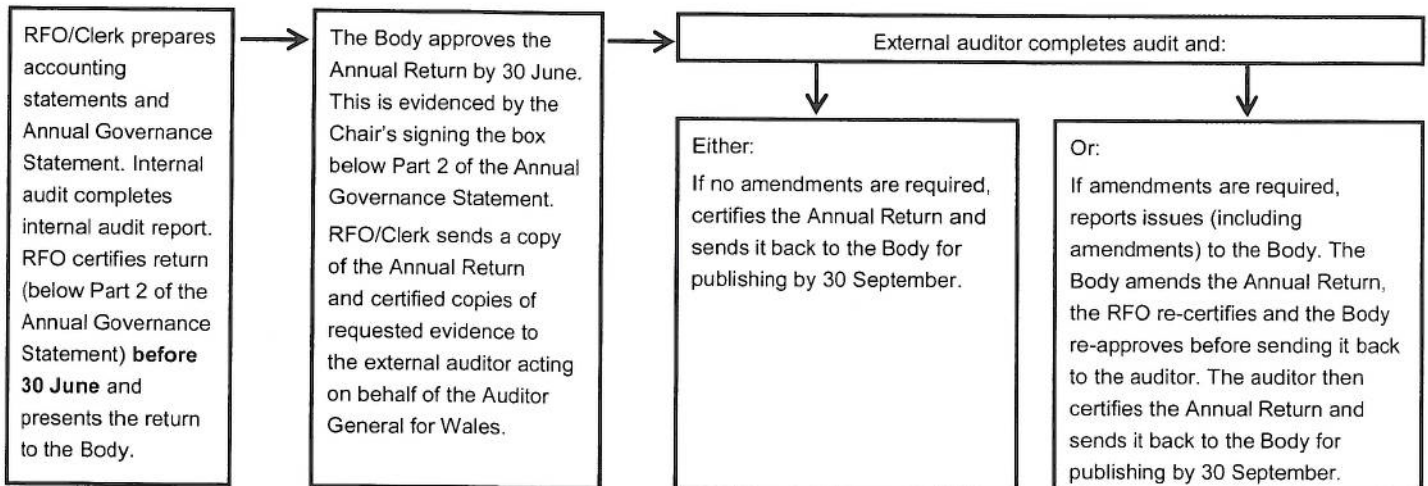 RFO/Clerk prepares
accounting
statements and
Annual Governance
Statement. Internal
audit completes
internal audit report.
RFO certifies return
(below Part 2 of the
Annual Governance
Statement) before
30 June and
presents the return
to the Body.
The Body approves the
Annual Return by 30 June.
This is evidenced by the
Chair's signing the box
below Part 2 of the Annual
Governance Statement.
RFO/Clerk sends a copy
of the Annual Return
and certified copies of
requested evidence to
the external auditor acting
on behalf of the Auditor
General for Wales.
External auditor completes audit and:
Either:
If no amendments are required,
certifies the Annual Return and
sends it back to the Body for
publishing by 30 September.
Or:
If amendments are required,
reports issues (including
amendments) to the Body. The
Body amends the Annual Return,
the RFO re-certifies and the Body
re-approves before sending it back
to the auditor. The auditor then
certifies the Annual Return and
sends it back to the Body for
publishing by 30 September.